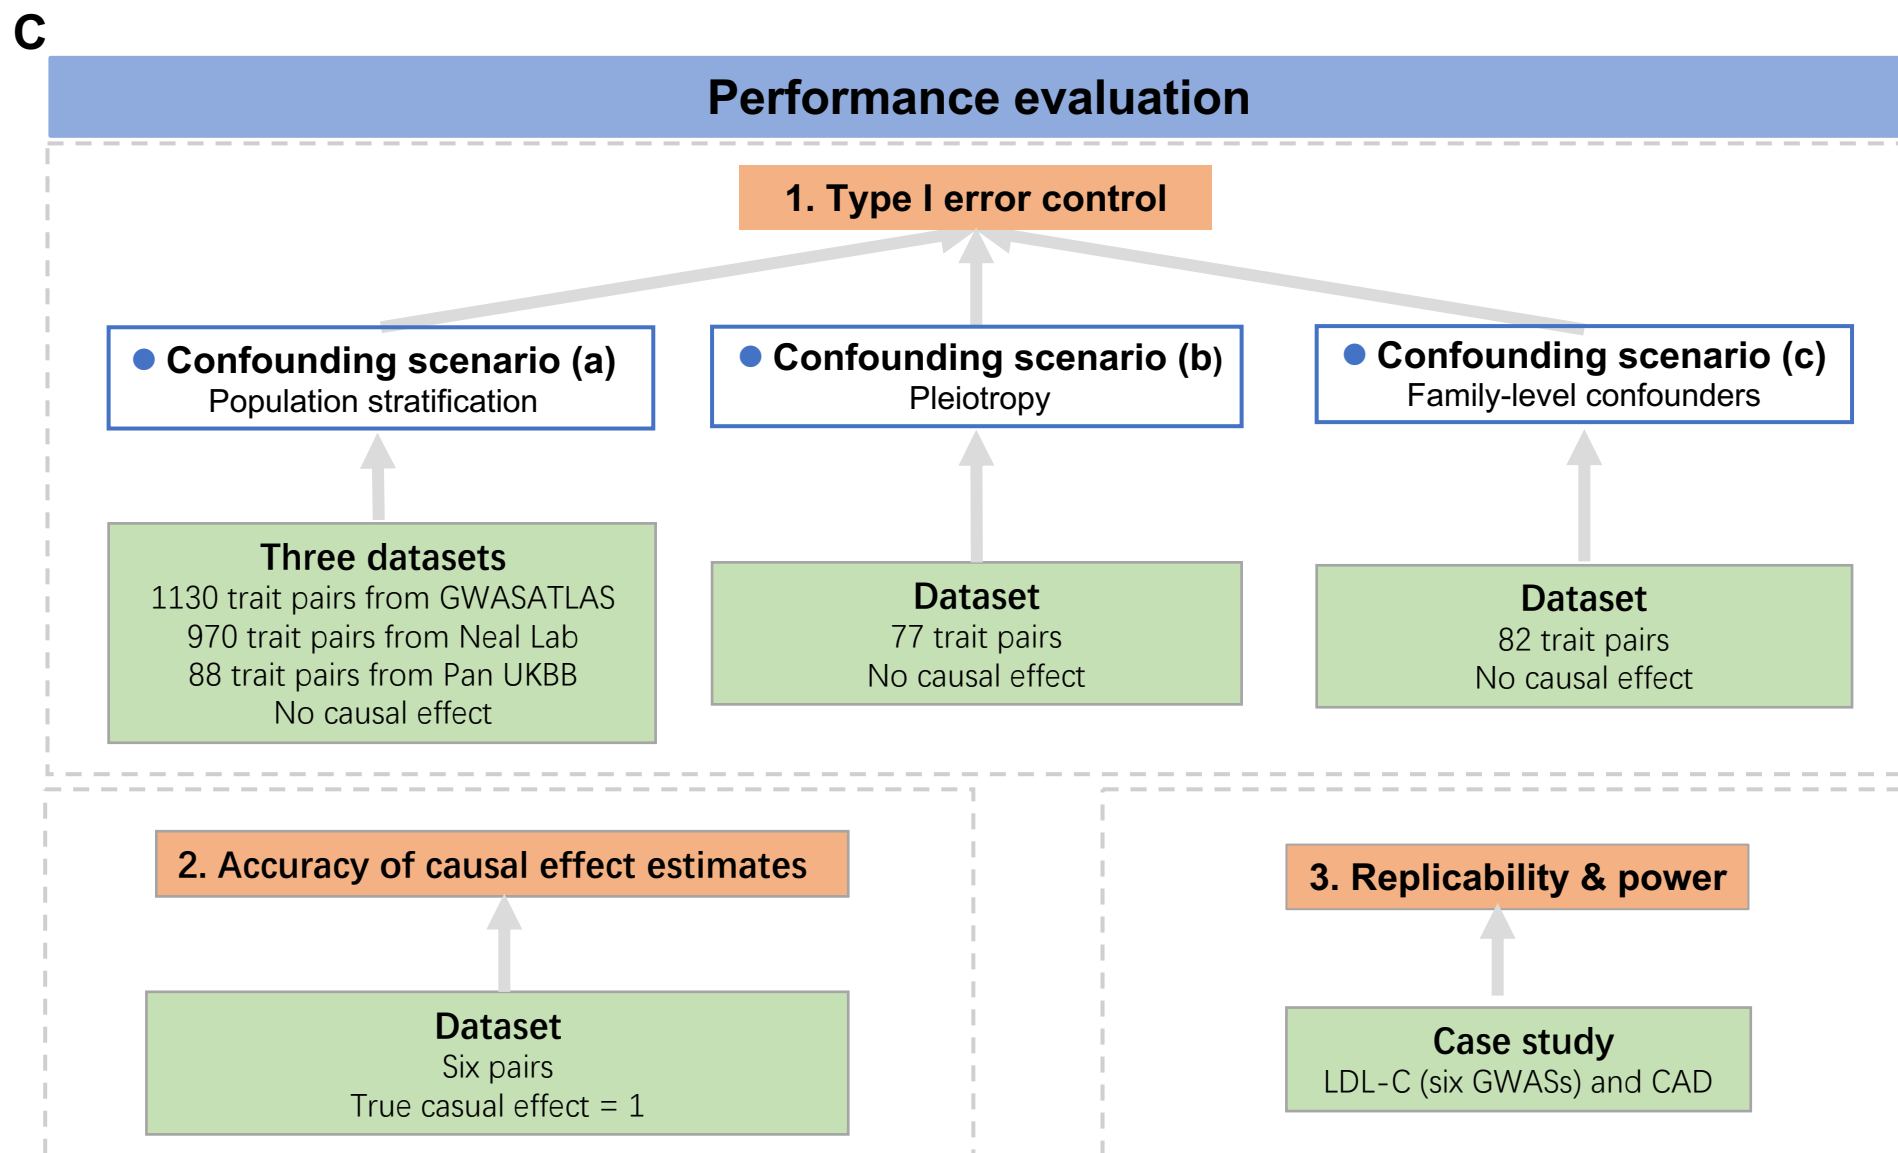 C
Performance evaluation
1. Type I error control
● Confounding scenario (a)
Population stratification
● Confounding scenario (b)
Pleiotropy
● Confounding scenario (c)
Family-level confounders
Three datasets
1130 trait pairs from GWASATLAS
970 trait pairs from Neal Lab
88 trait pairs from Pan UKBB
No causal effect
Dataset
77 trait pairs
No causal effect
Dataset
82 trait pairs
No causal effect
2. Accuracy of causal effect estimates
Dataset
Six pairs
True casual effect = 1
3. Replicability & power
Case study
LDL-C (six GWASs) and CAD